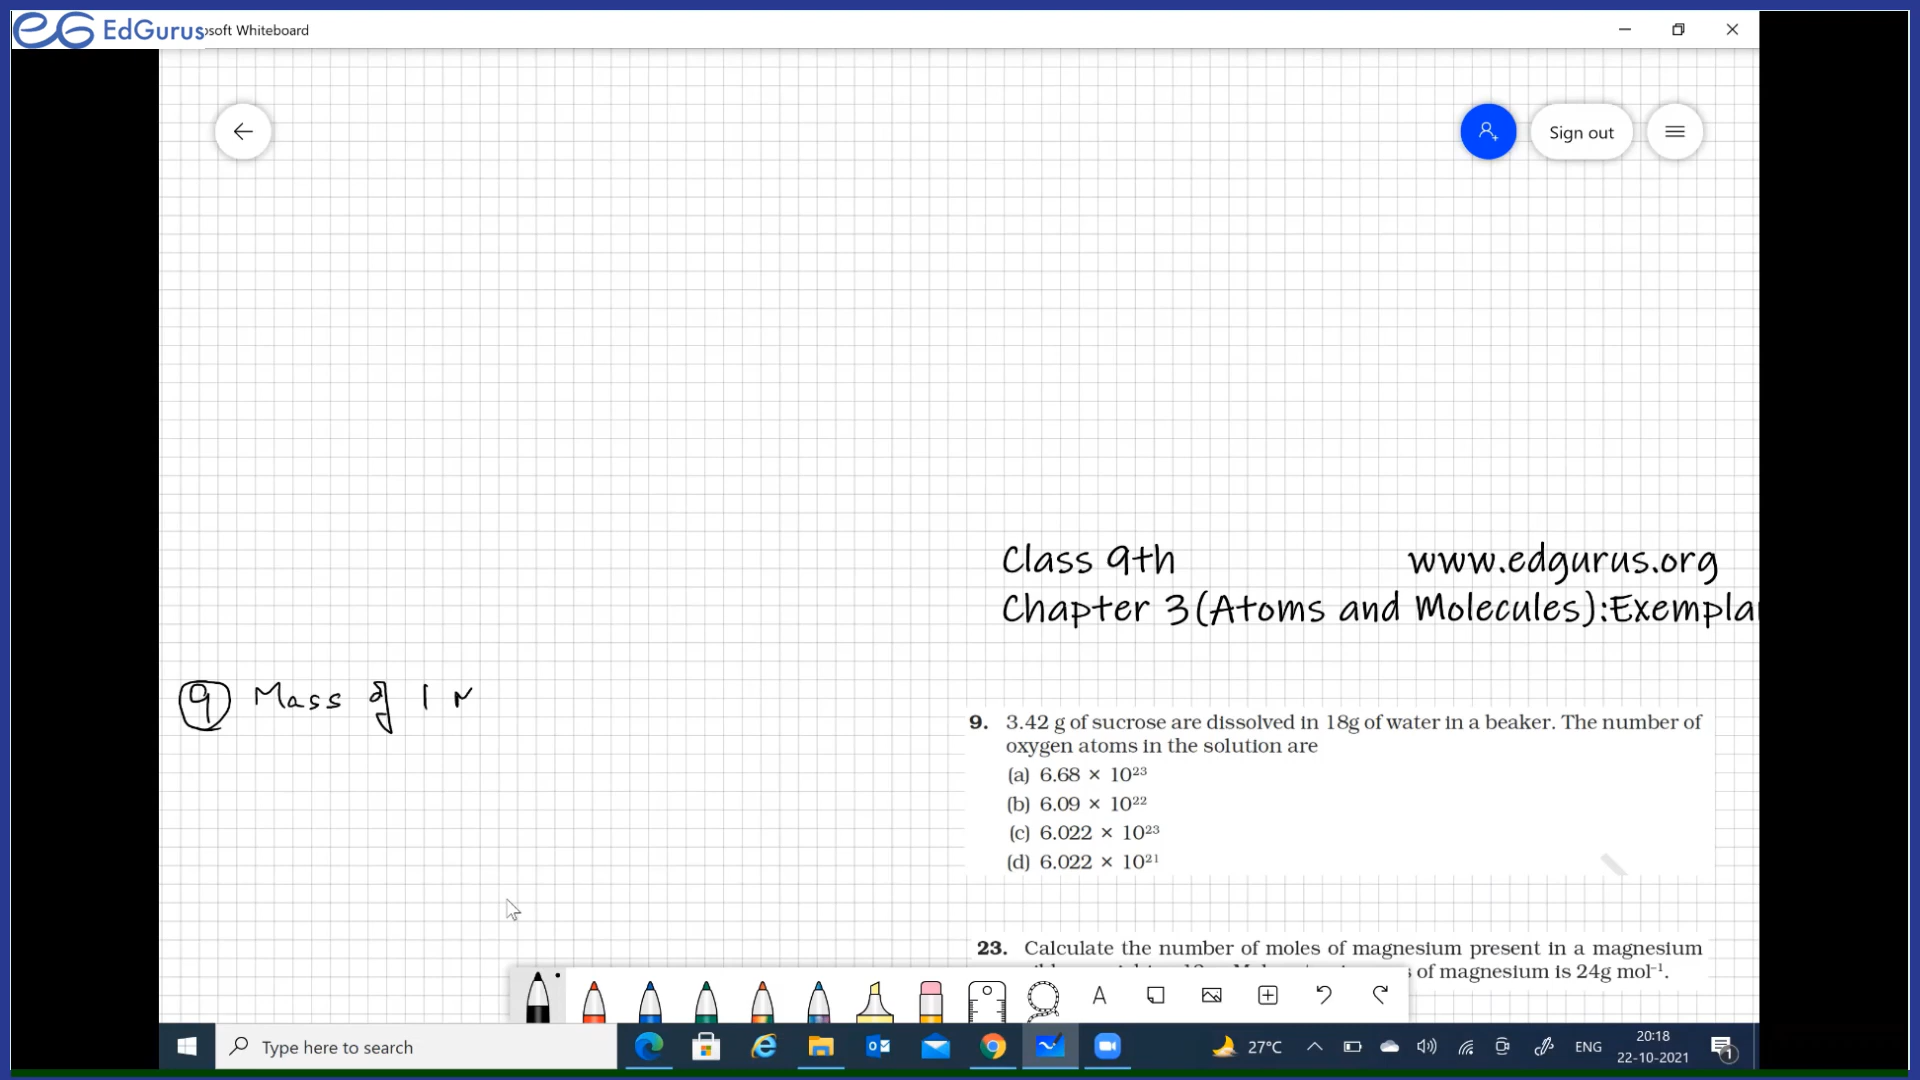 EdGurus
osoft Whiteboard
Sign out
Class 9th www.edgurus.org
Chapter 3(Atoms and Molecules):Exempla
9 Mass of 1 M
9. 3.42 g of sucrose are dissolved in 18g of water in a beaker. The number of
oxygen atoms in the solution are
(a) 6.68 × 10²³
(b) 6.09 × 10²²
(c) 6.022 × 10²³
(d) 6.022 × 10²¹
23. Calculate the number of moles of magnesium present in a magnesium
of magnesium is 24g mol⁻¹.
A
Type here to search
27°C
ENG
20:18
22-10-2021
1